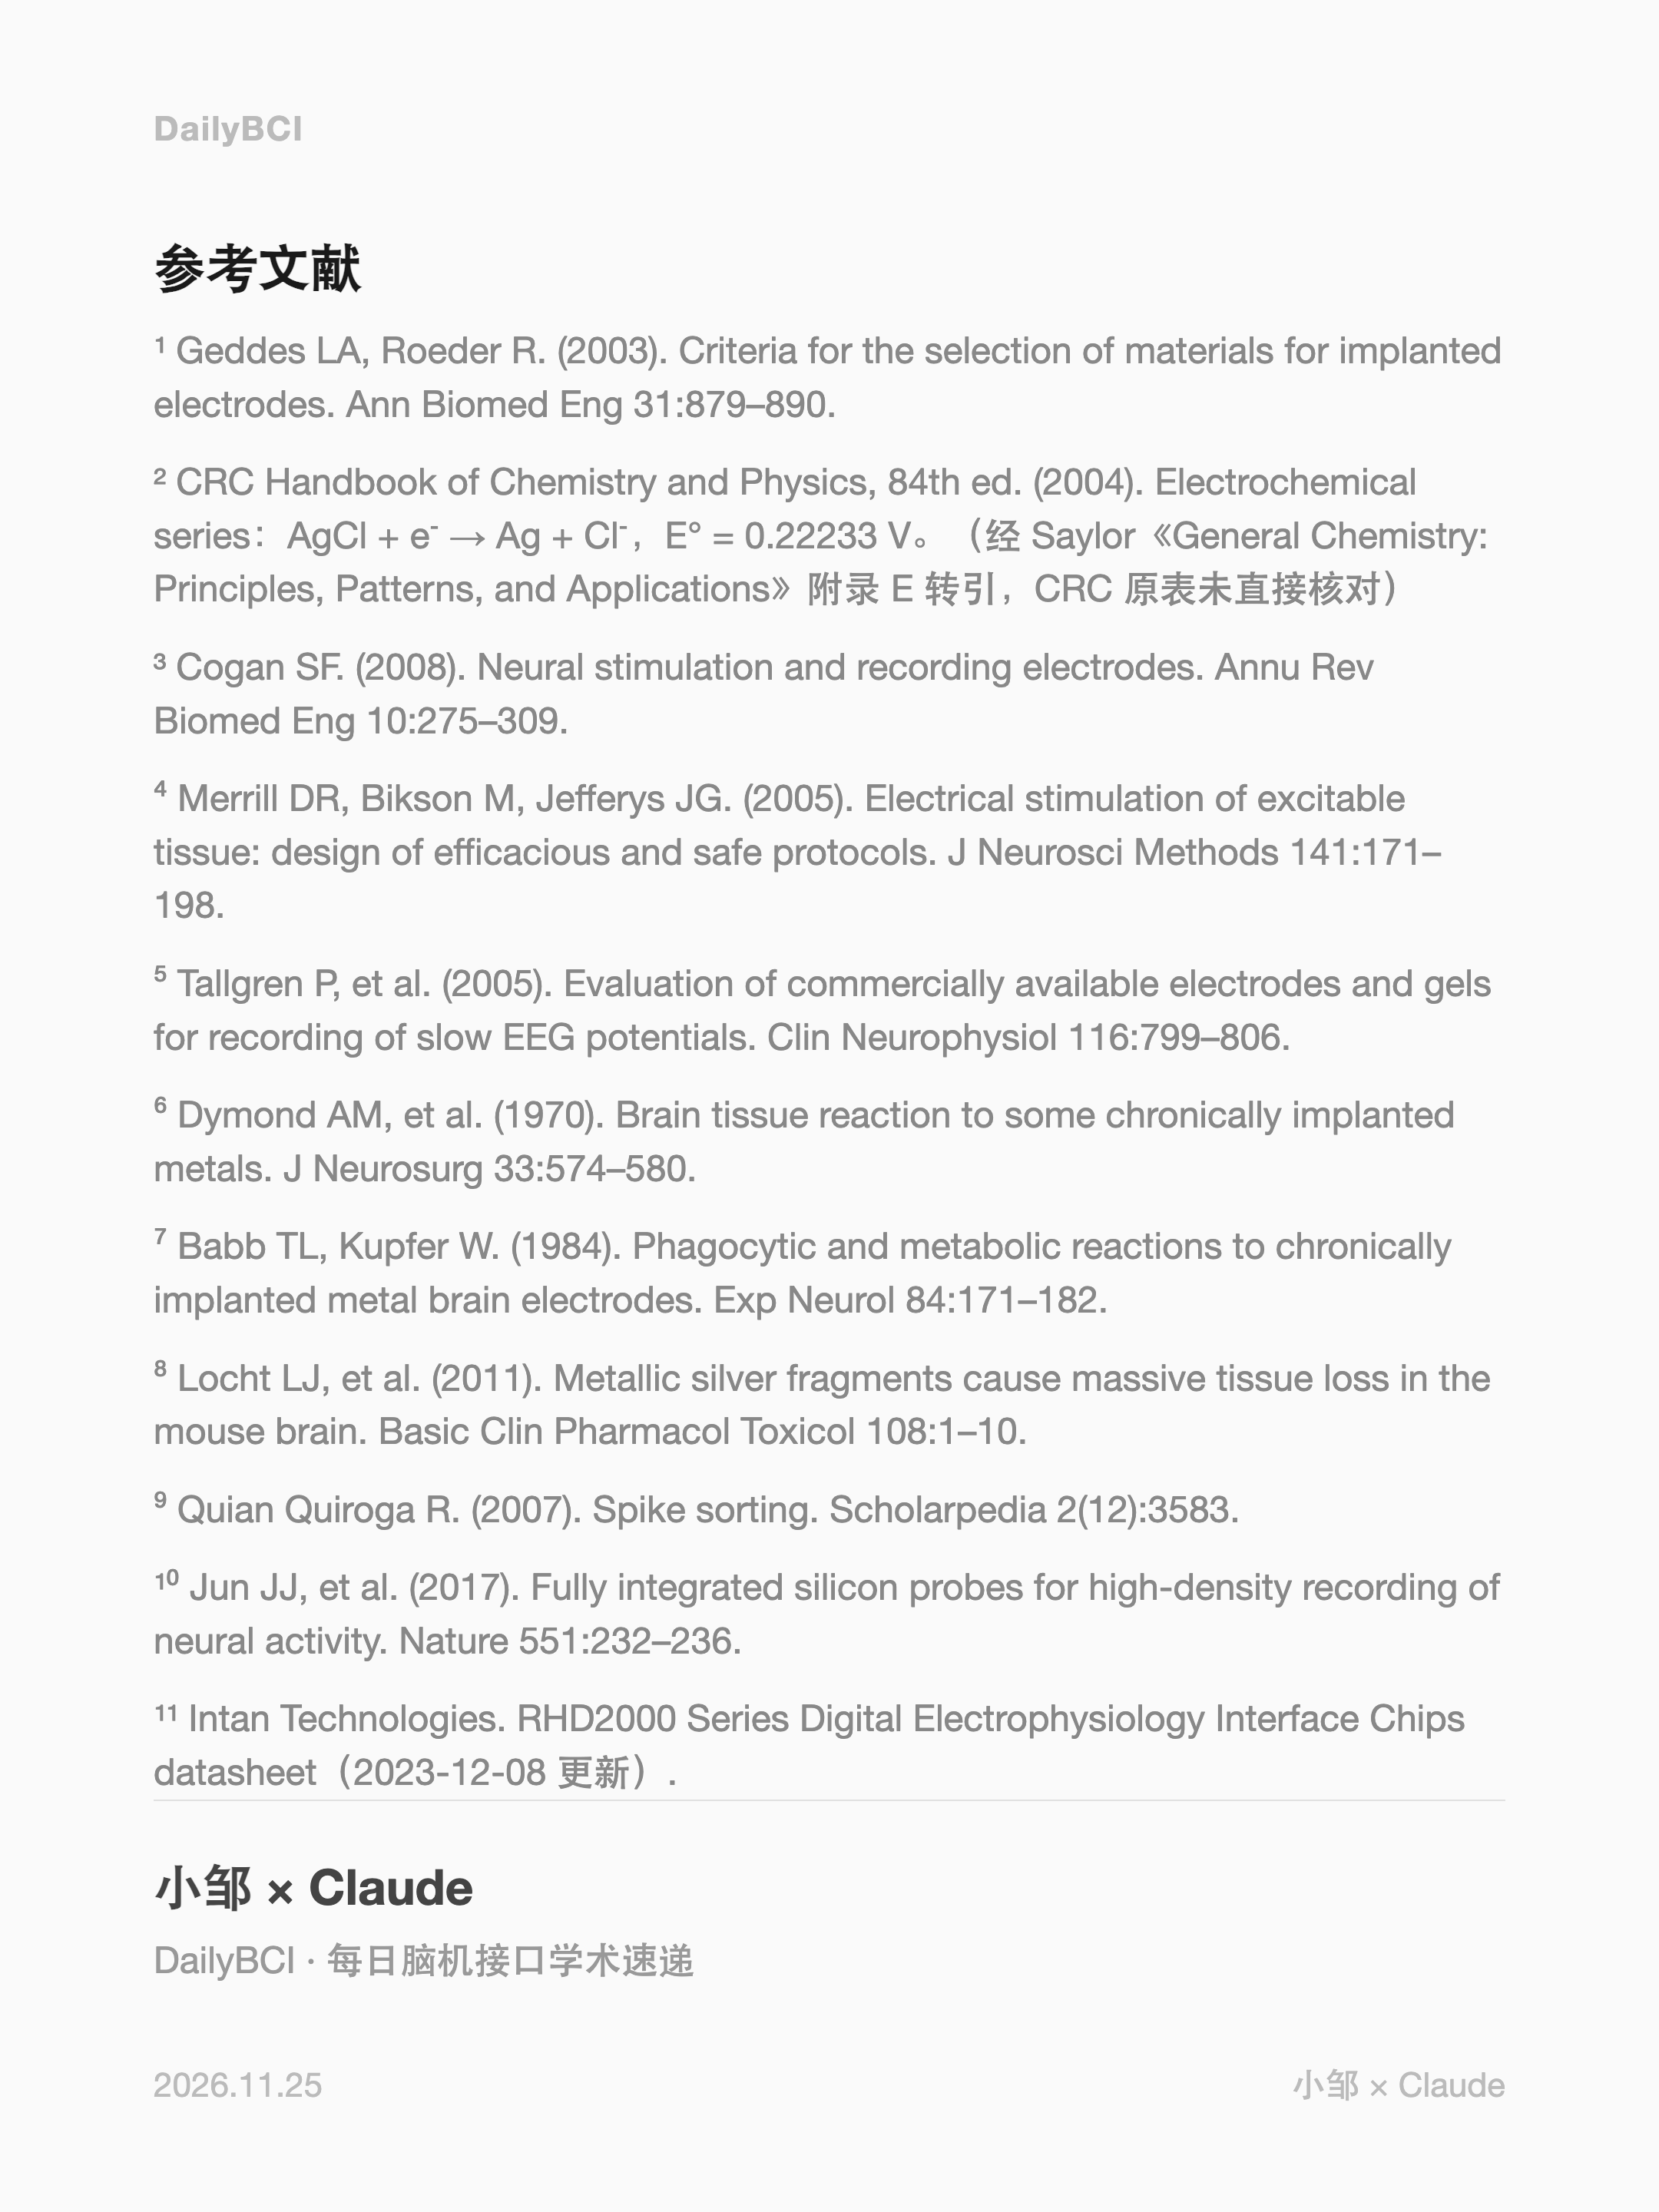 DailyBCI
参考文献
¹ Geddes LA, Roeder R. (2003). Criteria for the selection of materials for implanted
electrodes. Ann Biomed Eng 31:879–890.
² CRC Handbook of Chemistry and Physics, 84th ed. (2004). Electrochemical
series：AgCl + e⁻ → Ag + Cl⁻，E° = 0.22233 V。（经 Saylor《General Chemistry:
Principles, Patterns, and Applications》附录 E 转引，CRC 原表未直接核对）
³ Cogan SF. (2008). Neural stimulation and recording electrodes. Annu Rev
Biomed Eng 10:275–309.
⁴ Merrill DR, Bikson M, Jefferys JG. (2005). Electrical stimulation of excitable
tissue: design of efficacious and safe protocols. J Neurosci Methods 141:171–
198.
⁵ Tallgren P, et al. (2005). Evaluation of commercially available electrodes and gels
for recording of slow EEG potentials. Clin Neurophysiol 116:799–806.
⁶ Dymond AM, et al. (1970). Brain tissue reaction to some chronically implanted
metals. J Neurosurg 33:574–580.
⁷ Babb TL, Kupfer W. (1984). Phagocytic and metabolic reactions to chronically
implanted metal brain electrodes. Exp Neurol 84:171–182.
⁸ Locht LJ, et al. (2011). Metallic silver fragments cause massive tissue loss in the
mouse brain. Basic Clin Pharmacol Toxicol 108:1–10.
⁹ Quian Quiroga R. (2007). Spike sorting. Scholarpedia 2(12):3583.
¹⁰ Jun JJ, et al. (2017). Fully integrated silicon probes for high-density recording of
neural activity. Nature 551:232–236.
¹¹ Intan Technologies. RHD2000 Series Digital Electrophysiology Interface Chips
datasheet（2023-12-08 更新）.
小邹 × Claude
DailyBCI · 每日脑机接口学术速递
2026.11.25
小邹 × Claude